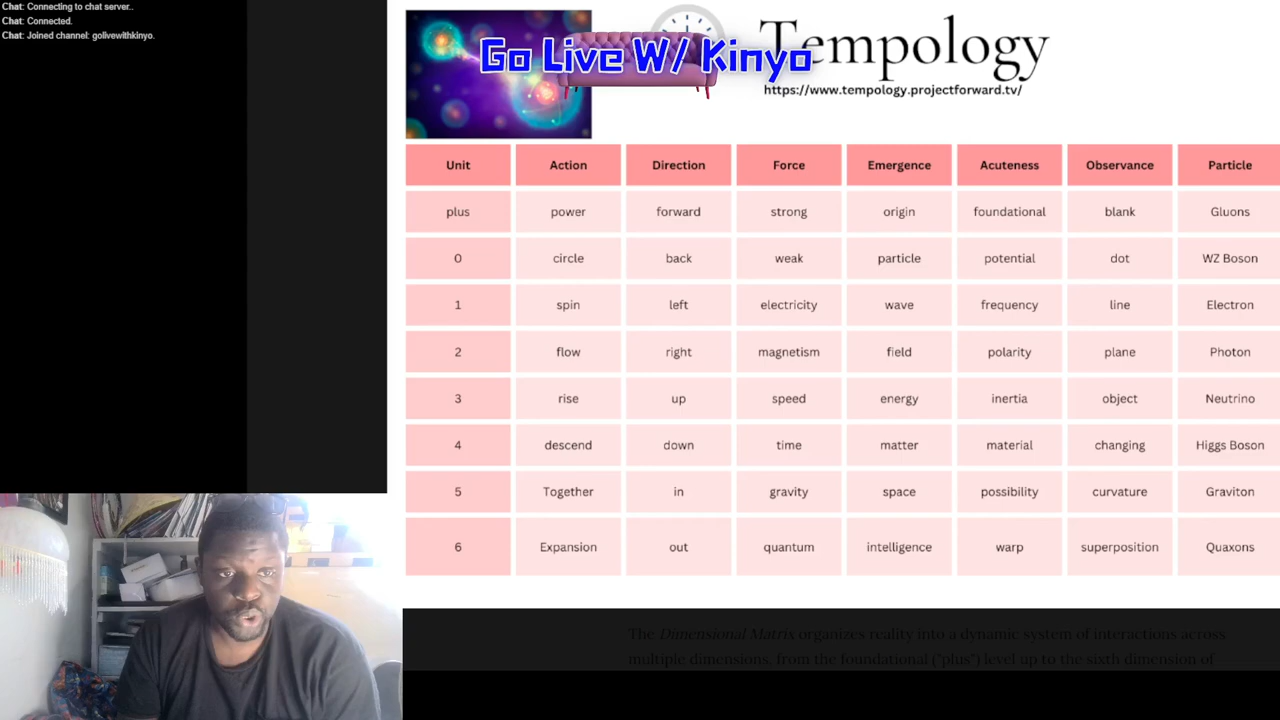 Chat: Connecting to chat server..
Chat: Connected.
Chat: Joined channel: golivewithkinyo.
Go Live W/ Kinyo
Tempology
https://www.tempology.projectforward.tv/
Unit Action Direction Force Emergence Acuteness Observance Particle
plus power forward strong origin foundational blank Gluons
0 circle back weak particle potential dot WZ Boson
1 spin left electricity wave frequency line Electron
2 flow right magnetism field polarity plane Photon
3 rise up speed energy inertia object Neutrino
4 descend down time matter material changing Higgs Boson
5 Together in gravity space possibility curvature Graviton
6 Expansion out quantum intelligence warp superposition Quaxons
The Dimensional Matrix organizes reality into a dynamic system of interactions across
multiple dimensions, from the foundational ("plus") level up to the sixth dimension of